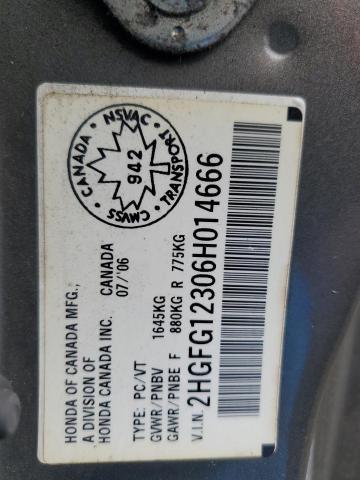 HONDA OF CANADA MFG.,
A DIVISION OF
HONDA CANADA INC. CANADA
07/'06
CANADA · NSVAC · TRANSPORT · CMVSS ·
942
TYPE: PC/VT
GVWR/PNBV 1645KG
GAWR/PNBE F 880KG R 775KG
V.I.N. 2HGFG12306H014666